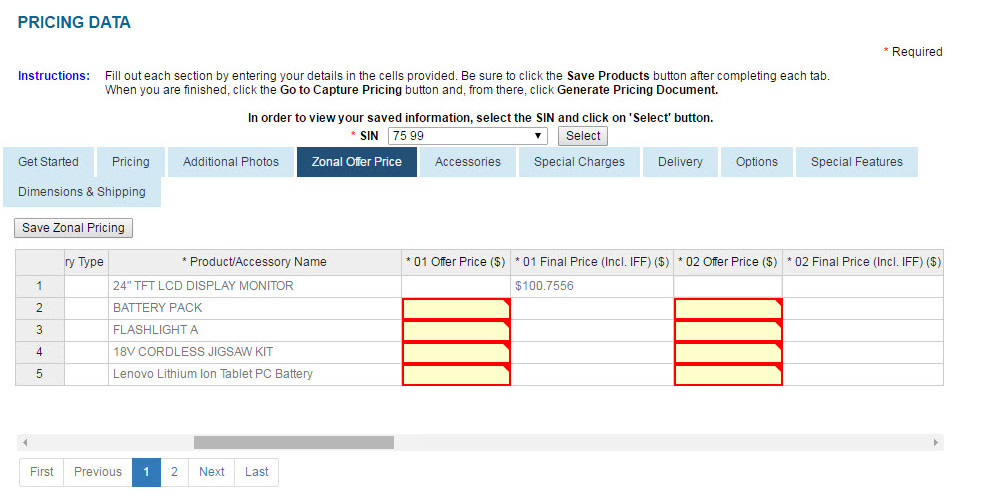 PRICING DATA
* Required
Instructions: Fill out each section by entering your details in the cells provided. Be sure to click the Save Products button after completing each tab.
When you are finished, click the Go to Capture Pricing button and, from there, click Generate Pricing Document.
In order to view your saved information, select the SIN and click on 'Select' button.
* SIN 75 99 Select
Get Started Pricing Additional Photos Zonal Offer Price Accessories Special Charges Delivery Options Special Features
Dimensions & Shipping
Save Zonal Pricing
ry Type * Product/Accessory Name * 01 Offer Price ($) * 01 Final Price (Incl. IFF) ($) * 02 Offer Price ($) * 02 Final Price (Incl. IFF) ($)
1 24" TFT LCD DISPLAY MONITOR $100.7556
2 BATTERY PACK
3 FLASHLIGHT A
4 18V CORDLESS JIGSAW KIT
5 Lenovo Lithium Ion Tablet PC Battery
First Previous 1 2 Next Last